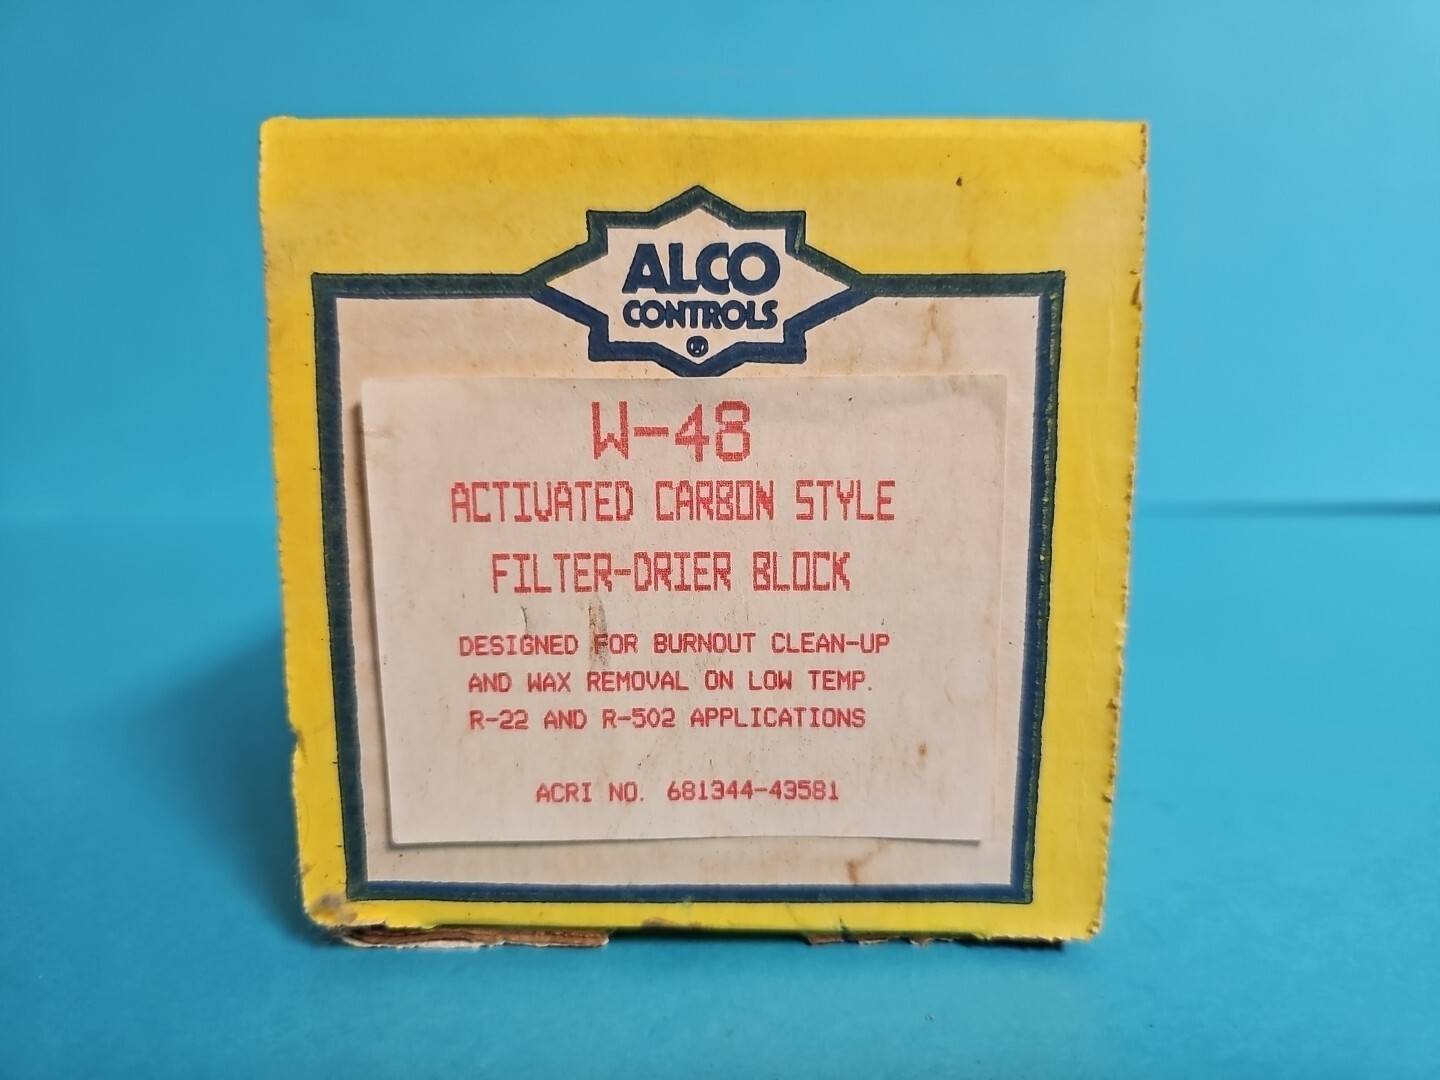 ALCO
CONTROLS
®
W-48
ACTIVATED CARBON STYLE
FILTER-DRIER BLOCK
DESIGNED FOR BURNOUT CLEAN-UP
AND WAX REMOVAL ON LOW TEMP.
R-22 AND R-502 APPLICATIONS
ACRI NO. 681344-43581